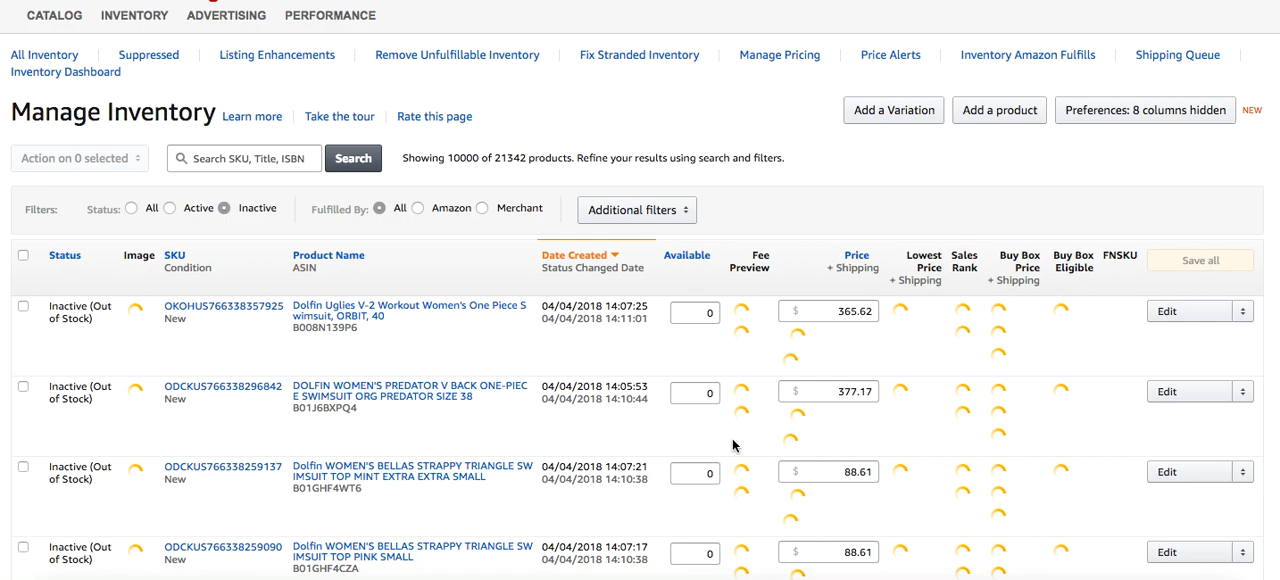 CATALOG INVENTORY ADVERTISING PERFORMANCE
All Inventory Suppressed Listing Enhancements Remove Unfulfillable Inventory Fix Stranded Inventory Manage Pricing Price Alerts Inventory Amazon Fulfills Shipping Queue
Inventory Dashboard
Manage Inventory Learn more Take the tour Rate this page Add a Variation Add a product Preferences: 8 columns hidden NEW
Action on 0 selected Search SKU, Title, ISBN Search Showing 10000 of 21342 products. Refine your results using search and filters.
Filters: Status: All Active Inactive Fulfilled By: All Amazon Merchant Additional filters
Status Image SKU Product Name Date Created Available Fee Price Lowest Sales Buy Box Buy Box FNSKU Save all
Condition ASIN Status Changed Date Preview + Shipping Price Rank Price Eligible
+ Shipping + Shipping
Inactive (Out OKOHUS766338357925 Dolfin Uglies V-2 Workout Women's One Piece S 04/04/2018 14:07:25 0 $ 365.62 Edit
of Stock) New wimsuit, ORBIT, 40 04/04/2018 14:11:01
B008N139P6
Inactive (Out ODCKUS766338296842 DOLFIN WOMEN'S PREDATOR V BACK ONE-PIEC 04/04/2018 14:05:53 0 $ 377.17 Edit
of Stock) New E SWIMSUIT ORG PREDATOR SIZE 38 04/04/2018 14:10:44
B01J6BXPQ4
Inactive (Out ODCKUS766338259137 Dolfin WOMEN'S BELLAS STRAPPY TRIANGLE SW 04/04/2018 14:07:21 0 $ 88.61 Edit
of Stock) New IMSUIT TOP MINT EXTRA EXTRA SMALL 04/04/2018 14:10:38
B01GHF4WT6
Inactive (Out ODCKUS766338259090 Dolfin WOMEN'S BELLAS STRAPPY TRIANGLE SW 04/04/2018 14:07:17 0 $ 88.61 Edit
of Stock) New IMSUIT TOP PINK SMALL 04/04/2018 14:10:38
B01GHF4CZA